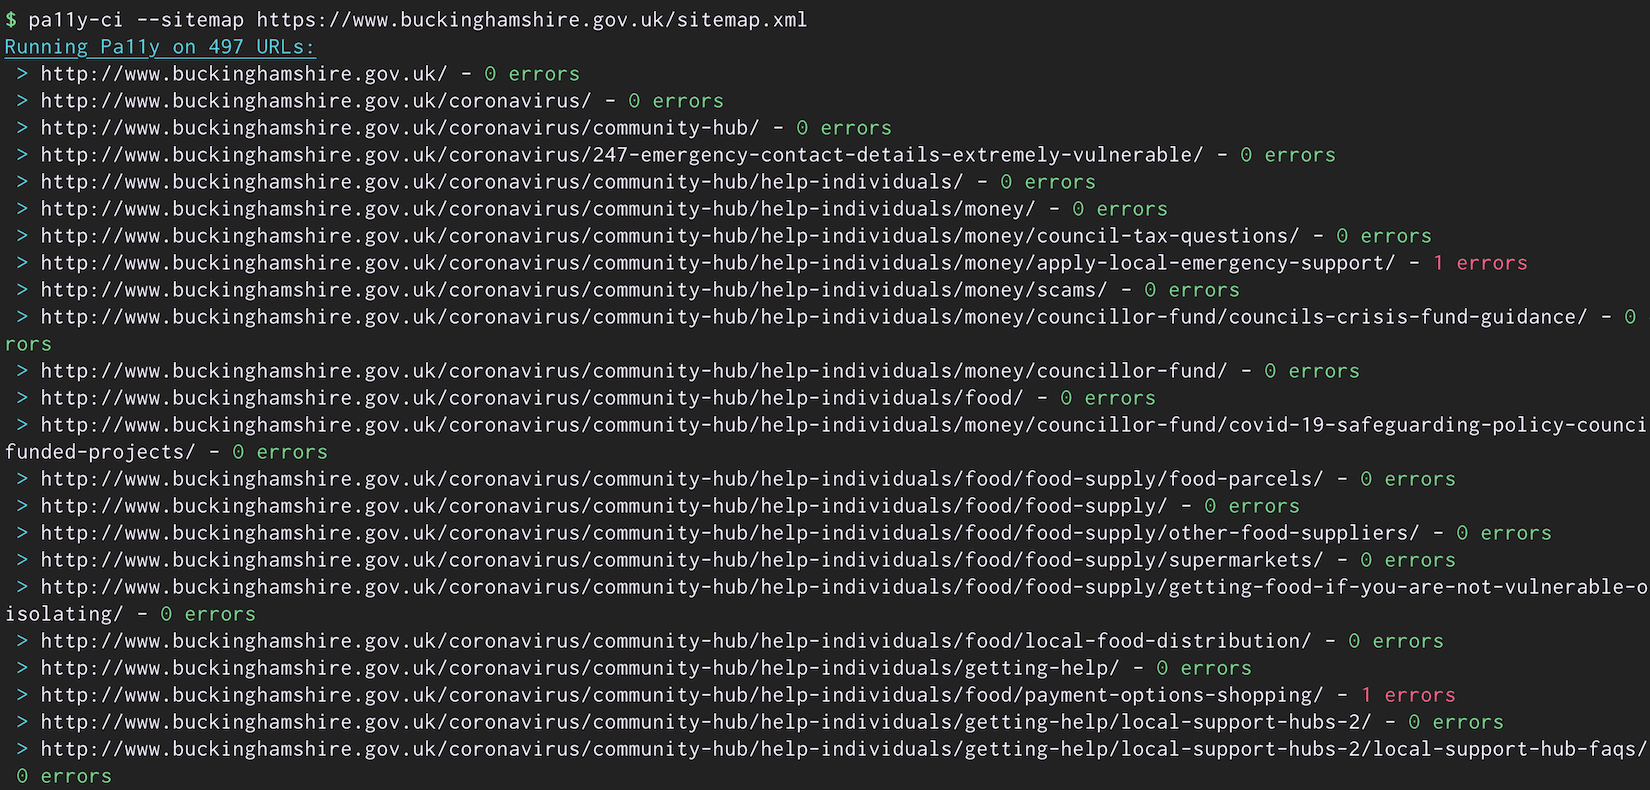 $ pa11y-ci --sitemap https://www.buckinghamshire.gov.uk/sitemap.xml
Running Pa11y on 497 URLs:
> http://www.buckinghamshire.gov.uk/ - 0 errors
> http://www.buckinghamshire.gov.uk/coronavirus/ - 0 errors
> http://www.buckinghamshire.gov.uk/coronavirus/community-hub/ - 0 errors
> http://www.buckinghamshire.gov.uk/coronavirus/247-emergency-contact-details-extremely-vulnerable/ - 0 errors
> http://www.buckinghamshire.gov.uk/coronavirus/community-hub/help-individuals/ - 0 errors
> http://www.buckinghamshire.gov.uk/coronavirus/community-hub/help-individuals/money/ - 0 errors
> http://www.buckinghamshire.gov.uk/coronavirus/community-hub/help-individuals/money/council-tax-questions/ - 0 errors
> http://www.buckinghamshire.gov.uk/coronavirus/community-hub/help-individuals/money/apply-local-emergency-support/ - 1 errors
> http://www.buckinghamshire.gov.uk/coronavirus/community-hub/help-individuals/money/scams/ - 0 errors
> http://www.buckinghamshire.gov.uk/coronavirus/community-hub/help-individuals/money/councillor-fund/councils-crisis-fund-guidance/ - 0
rors
> http://www.buckinghamshire.gov.uk/coronavirus/community-hub/help-individuals/money/councillor-fund/ - 0 errors
> http://www.buckinghamshire.gov.uk/coronavirus/community-hub/help-individuals/food/ - 0 errors
> http://www.buckinghamshire.gov.uk/coronavirus/community-hub/help-individuals/money/councillor-fund/covid-19-safeguarding-policy-counci
funded-projects/ - 0 errors
> http://www.buckinghamshire.gov.uk/coronavirus/community-hub/help-individuals/food/food-supply/food-parcels/ - 0 errors
> http://www.buckinghamshire.gov.uk/coronavirus/community-hub/help-individuals/food/food-supply/ - 0 errors
> http://www.buckinghamshire.gov.uk/coronavirus/community-hub/help-individuals/food/food-supply/other-food-suppliers/ - 0 errors
> http://www.buckinghamshire.gov.uk/coronavirus/community-hub/help-individuals/food/food-supply/supermarkets/ - 0 errors
> http://www.buckinghamshire.gov.uk/coronavirus/community-hub/help-individuals/food/food-supply/getting-food-if-you-are-not-vulnerable-o
isolating/ - 0 errors
> http://www.buckinghamshire.gov.uk/coronavirus/community-hub/help-individuals/food/local-food-distribution/ - 0 errors
> http://www.buckinghamshire.gov.uk/coronavirus/community-hub/help-individuals/getting-help/ - 0 errors
> http://www.buckinghamshire.gov.uk/coronavirus/community-hub/help-individuals/food/payment-options-shopping/ - 1 errors
> http://www.buckinghamshire.gov.uk/coronavirus/community-hub/help-individuals/getting-help/local-support-hubs-2/ - 0 errors
> http://www.buckinghamshire.gov.uk/coronavirus/community-hub/help-individuals/getting-help/local-support-hubs-2/local-support-hub-faqs/
0 errors